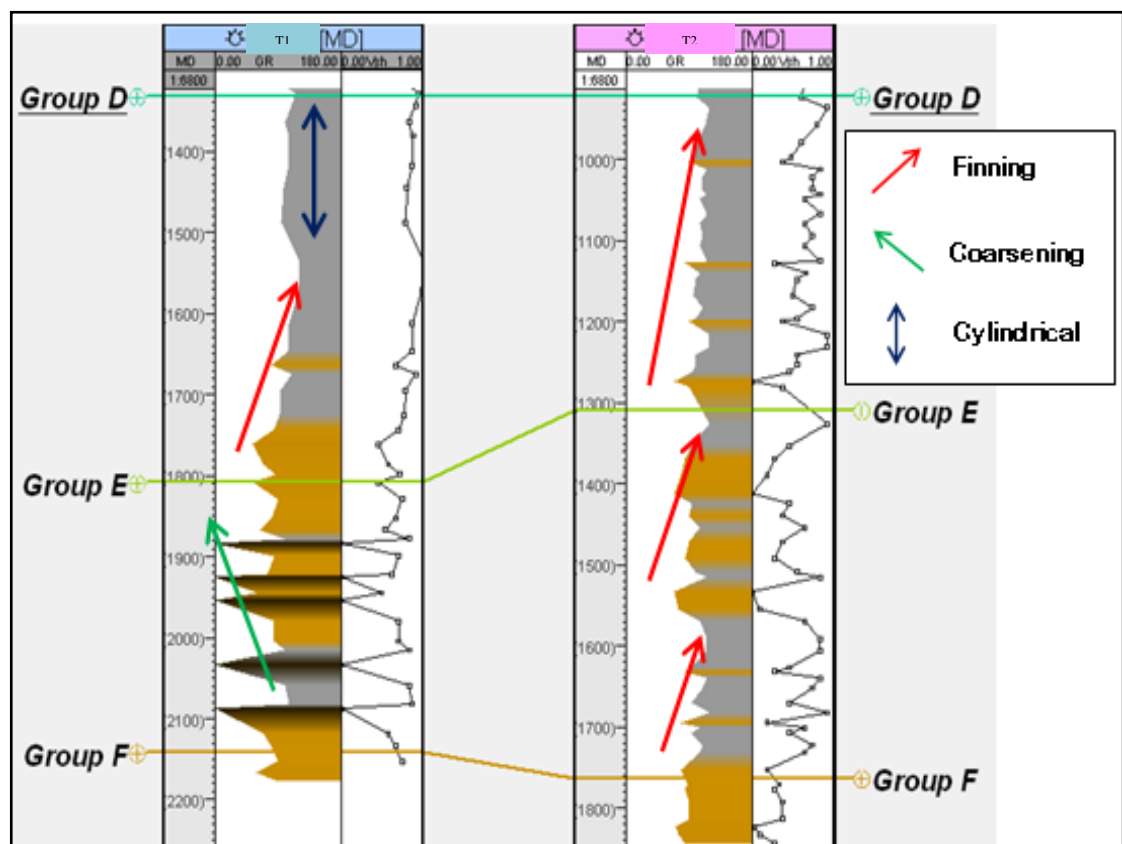 T1 [MD]
MD 0.00 GR 180.00 0.00 Vsh 1.00
1:6800
T2 [MD]
MD 0.00 GR 180.00 0.00 Vsh 1.00
1:6800
Group D
Group D
Group E
Group E
Group F
Group F
(1400)
(1500)
(1600)
(1700)
(1800)
(1900)
(2000)
(2100)
(2200)
(1000)
(1100)
(1200)
(1300)
(1400)
(1500)
(1600)
(1700)
(1800)
Finning
Coarsening
Cylindrical